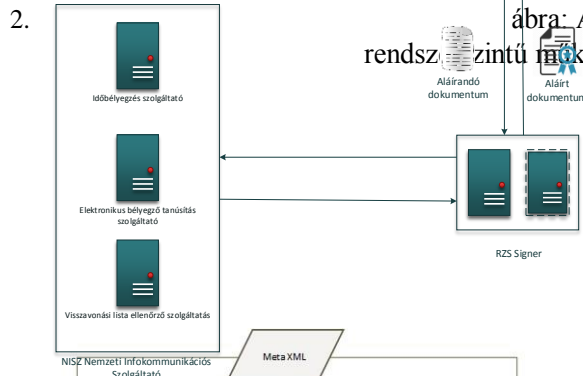 2.
ábra: A
rendsz zintű
Időbélyegzés szolgáltató
Aláírandó
dokumentum
Aláírt
dokumentum
Elektronikus bélyegző tanúsítás
szolgáltató
RZS Signer
Visszavonási lista ellenőrző szolgáltatás
NISZ Nemzeti Infokommunikációs
Szolgáltató
Meta XML